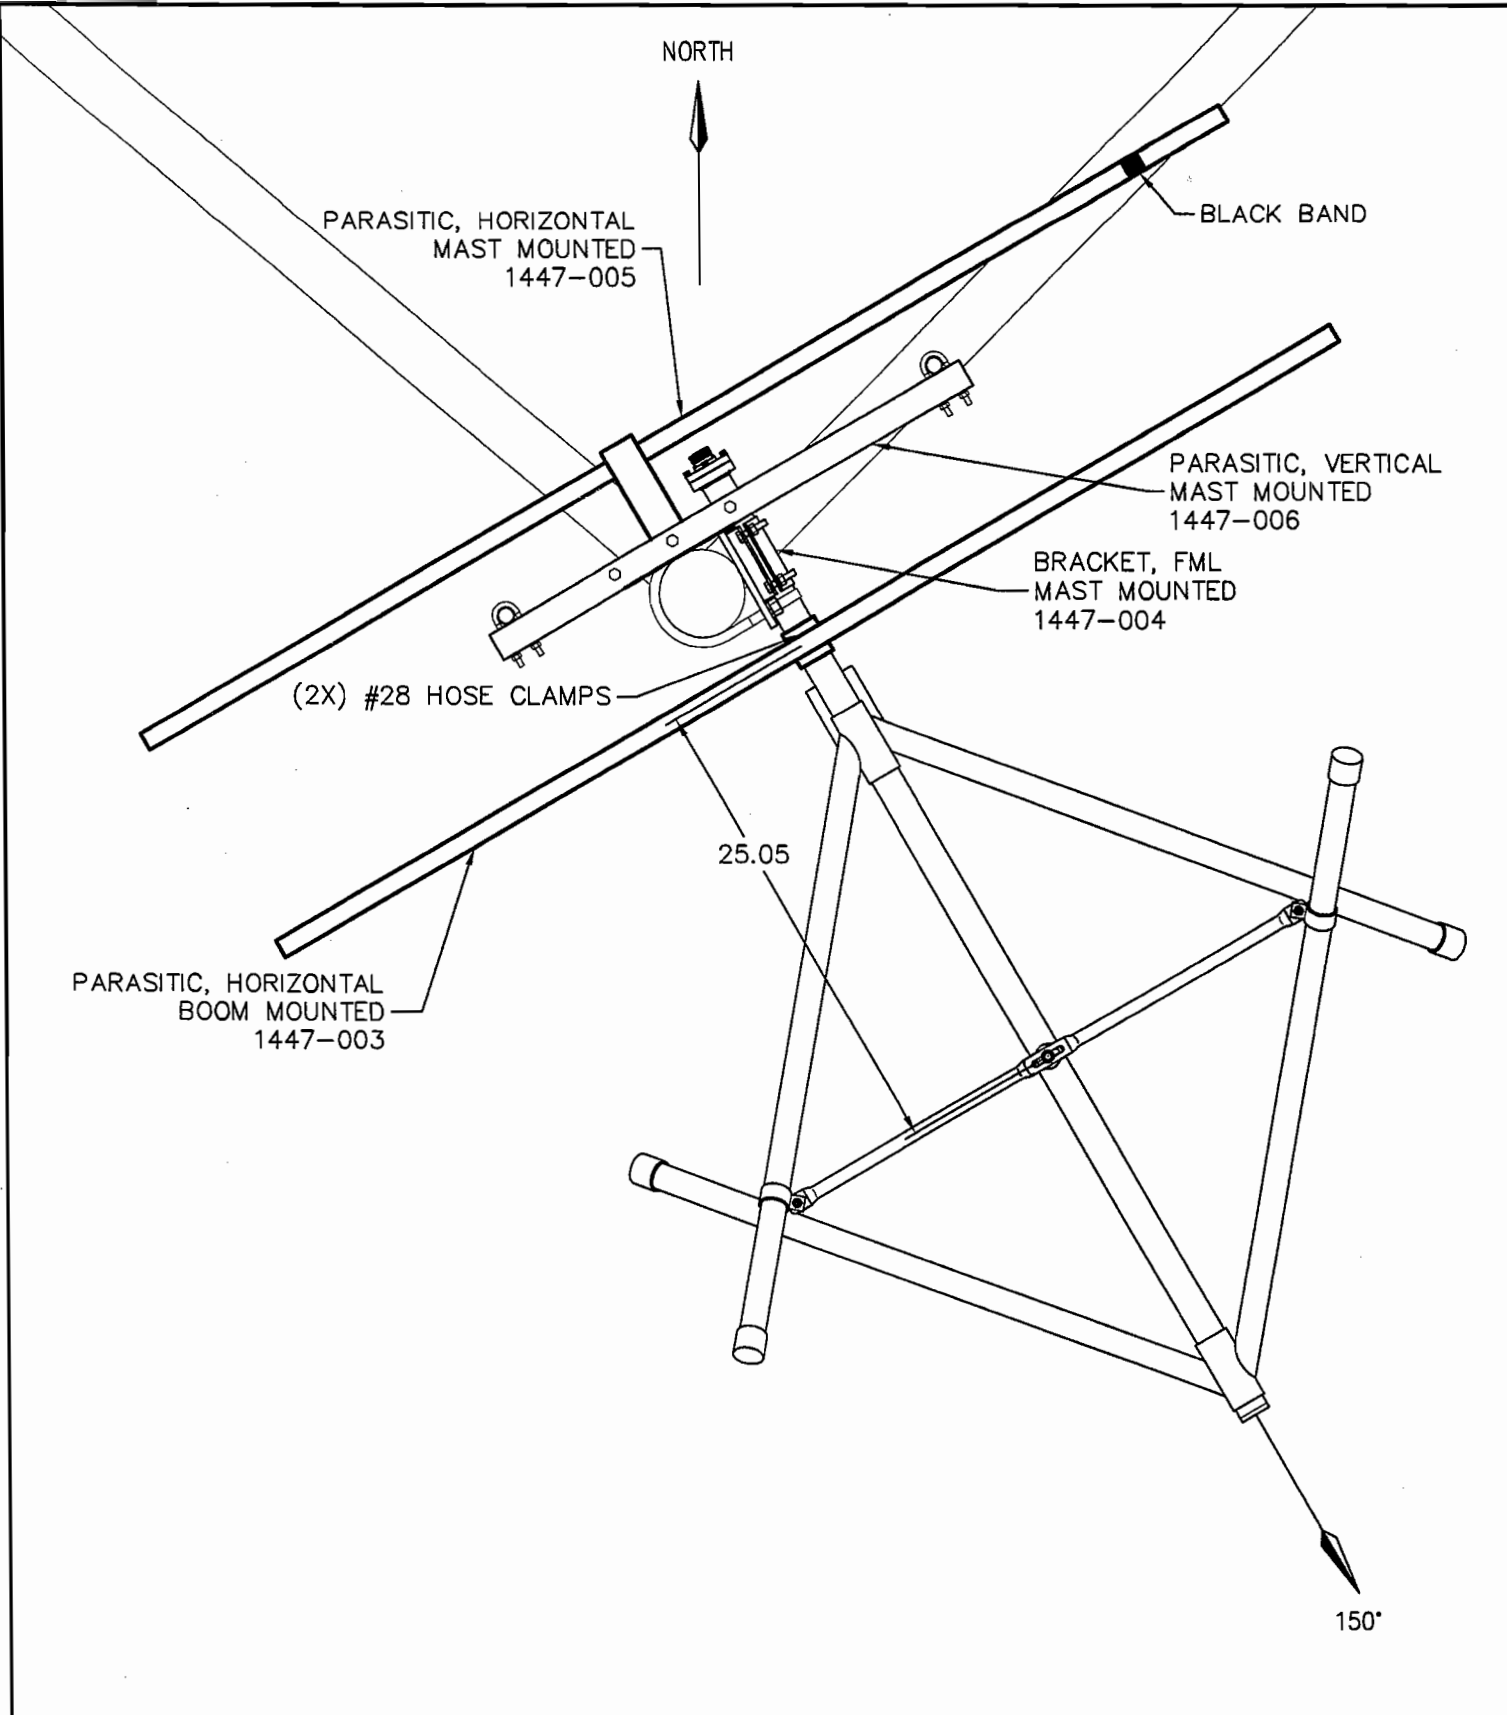 NORTH
PARASITIC, HORIZONTAL
MAST MOUNTED
1447-005
BLACK BAND
PARASITIC, VERTICAL
MAST MOUNTED
1447-006
BRACKET, FML
MAST MOUNTED
1447-004
(2X) #28 HOSE CLAMPS
25.05
PARASITIC, HORIZONTAL
BOOM MOUNTED
1447-003
150°